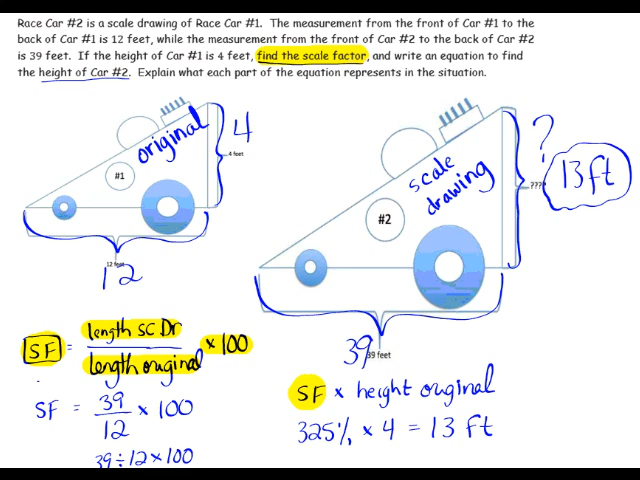 Race Car #2 is a scale drawing of Race Car #1. The measurement from the front of Car #1 to the
back of Car #1 is 12 feet, while the measurement from the front of Car #2 to the back of Car #2
is 39 feet. If the height of Car #1 is 4 feet, find the scale factor, and write an equation to find
the height of Car #2. Explain what each part of the equation represents in the situation.
original
4
4 feet
#1
12 feet
12
?
scale
drawing
???
13 ft
#2
39
39 feet
SF = length SC Dr
length original
× 100
SF = 39
12
× 100
39 ÷ 12 × 100
SF × height original
325% × 4 = 13 ft